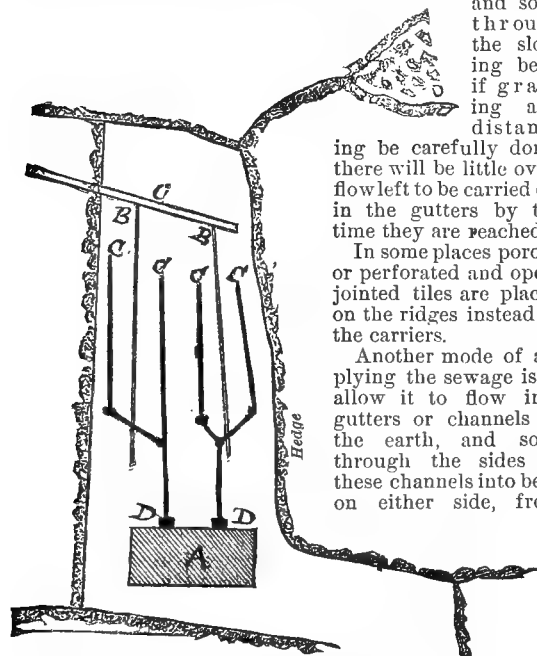 and so
throu
the slo
ing be
if gra
ing a
distan
ing be carefully don
there will be little ov
flow left to be carried
in the gutters by t
time they are reached
In some places poro
or perforated and ope
jointed tiles are plac
on the ridges instead
the carriers.
Another mode of a
plying the sewage is
allow it to flow in
gutters or channels
the earth, and so
through the sides
these channels into be
on either side, fre
G
B
B
C
C
C
C
Hedge
D
D
A